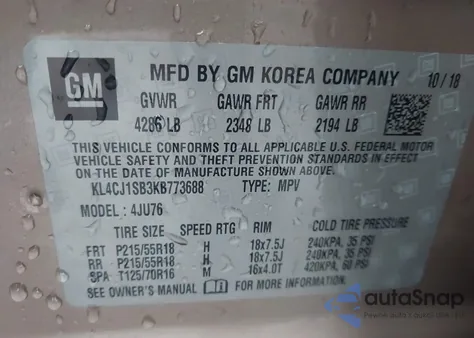 GM MFD BY GM KOREA COMPANY 10/18
GVWR GAWR FRT GAWR RR
4286 LB 2348 LB 2194 LB
THIS VEHICLE CONFORMS TO ALL APPLICABLE U.S. FEDERAL MOTOR
VEHICLE SAFETY AND THEFT PREVENTION STANDARDS IN EFFECT
ON THE DATE OF MANUFACTURE SHOWN ABOVE.
KL4CJ1SB3KB773688 TYPE: MPV
MODEL: 4JU76
TIRE SIZE SPEED RTG RIM COLD TIRE PRESSURE
FRT P215/55R18 H 18x7.5J 240KPA, 35 PSI
RR P215/55R18 H 18x7.5J 240KPA, 35 PSI
SPA T125/70R16 M 16x4.0T 420KPA, 60 PSI
SEE OWNER'S MANUAL FOR MORE INFORMATION.
autoSnap